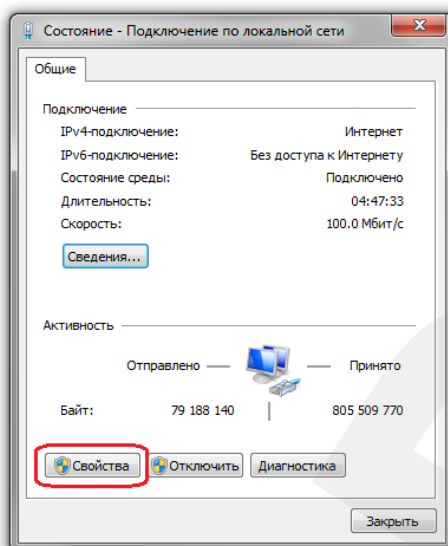 Состояние - Подключение по локальной сети
Общие
Подключение
IPv4-подключение: Интернет
IPv6-подключение: Без доступа к Интернету
Состояние среды: Подключено
Длительность: 04:47:33
Скорость: 100.0 Мбит/с
Сведения...
Активность
Отправлено — — Принято
Байт: 79 188 140 | 805 509 770
Свойства Отключить Диагностика
Закрыть